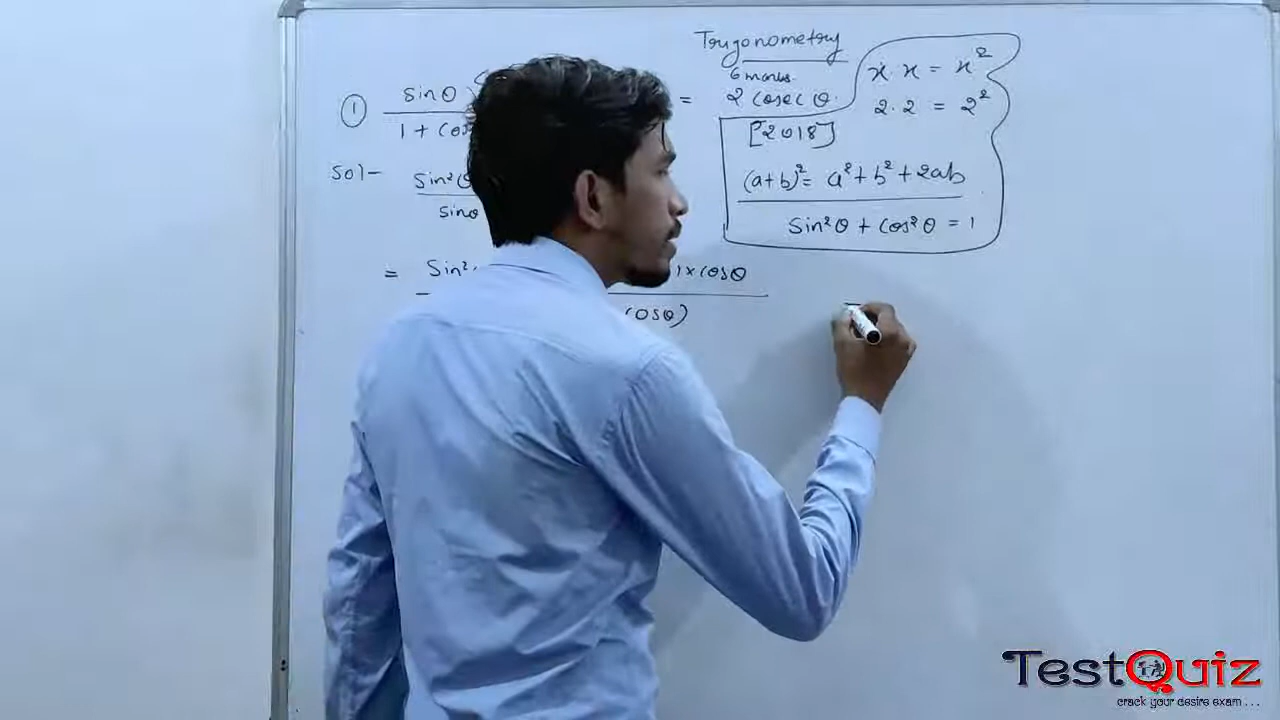 Trigonometry
6 marks.
① sinθ = 2 cosec θ.
1 + cos
[2018]
x. x = x²
2. 2 = 2²
(a+b)² = a² + b² + 2ab
sin²θ + cos²θ = 1
Sol-
sin²
sinθ
= Sin² 1 x cosθ
cosθ)
TestQuiz
crack your desire exam ...